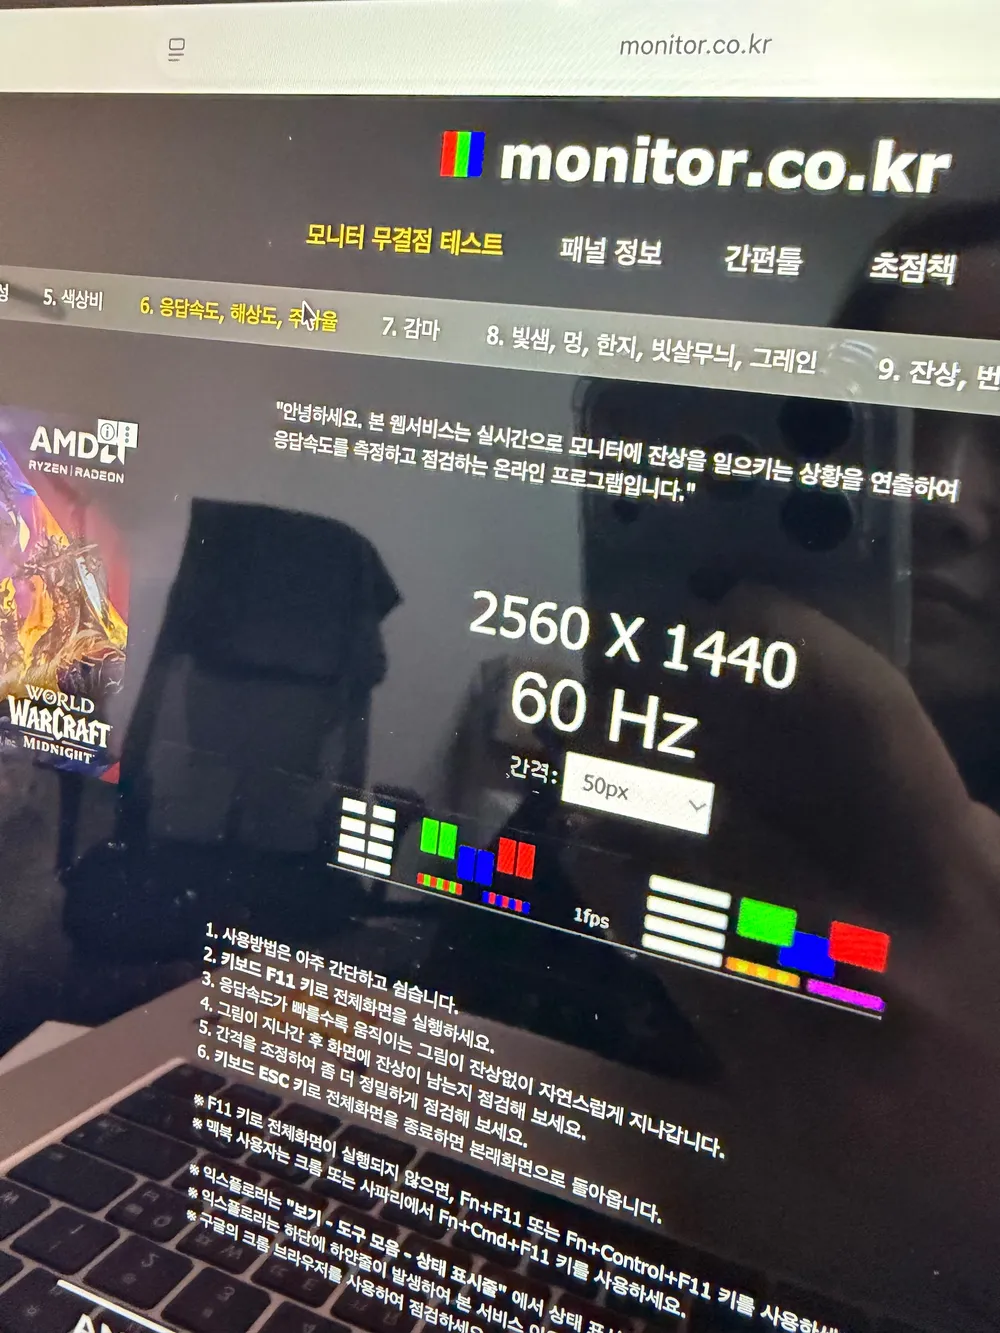 monitor.co.kr
monitor.co.kr
모니터 무결점 테스트 패널 정보 간편툴 초점책
성 5. 색상비 6. 응답속도, 해상도, 주사율 7. 감마 8. 빛샘, 멍, 한지, 빗살무늬, 그레인 9. 잔상, 번
AMD
RYZEN | RADEON
WORLD
WARCRAFT
MIDNIGHT
"안녕하세요. 본 웹서비스는 실시간으로 모니터에 잔상을 일으키는 상황을 연출하여
응답속도를 측정하고 점검하는 온라인 프로그램입니다."
2560 X 1440
60 Hz
간격: 50px
1fps
1. 사용방법은 아주 간단하고 쉽습니다.
2. 키보드 F11 키로 전체화면을 실행하세요.
3. 응답속도가 빠를수록 움직이는 그림이 잔상없이 자연스럽게 지나갑니다.
4. 그림이 지나간 후 화면에 잔상이 남는지 점검해 보세요.
5. 간격을 조정하여 좀 더 정밀하게 점검해 보세요.
6. 키보드 ESC 키로 전체화면을 종료하면 본래화면으로 돌아옵니다.
※ F11 키로 전체화면이 실행되지 않으면, Fn+F11 또는 Fn+Control+F11 키를 사용하세
※ 맥북 사용자는 크롬 또는 사파리에서 Fn+Cmd+F11 키를 사용하세요.
※ 익스플로러는 "보기 - 도구 모음 - 상태 표시줄" 에서 상태
※ 익스플로러는 하단에 하얀줄이 발생하여 본 서비스
※ 구글의 크롬 브라우저를 사용하여 점검하세요